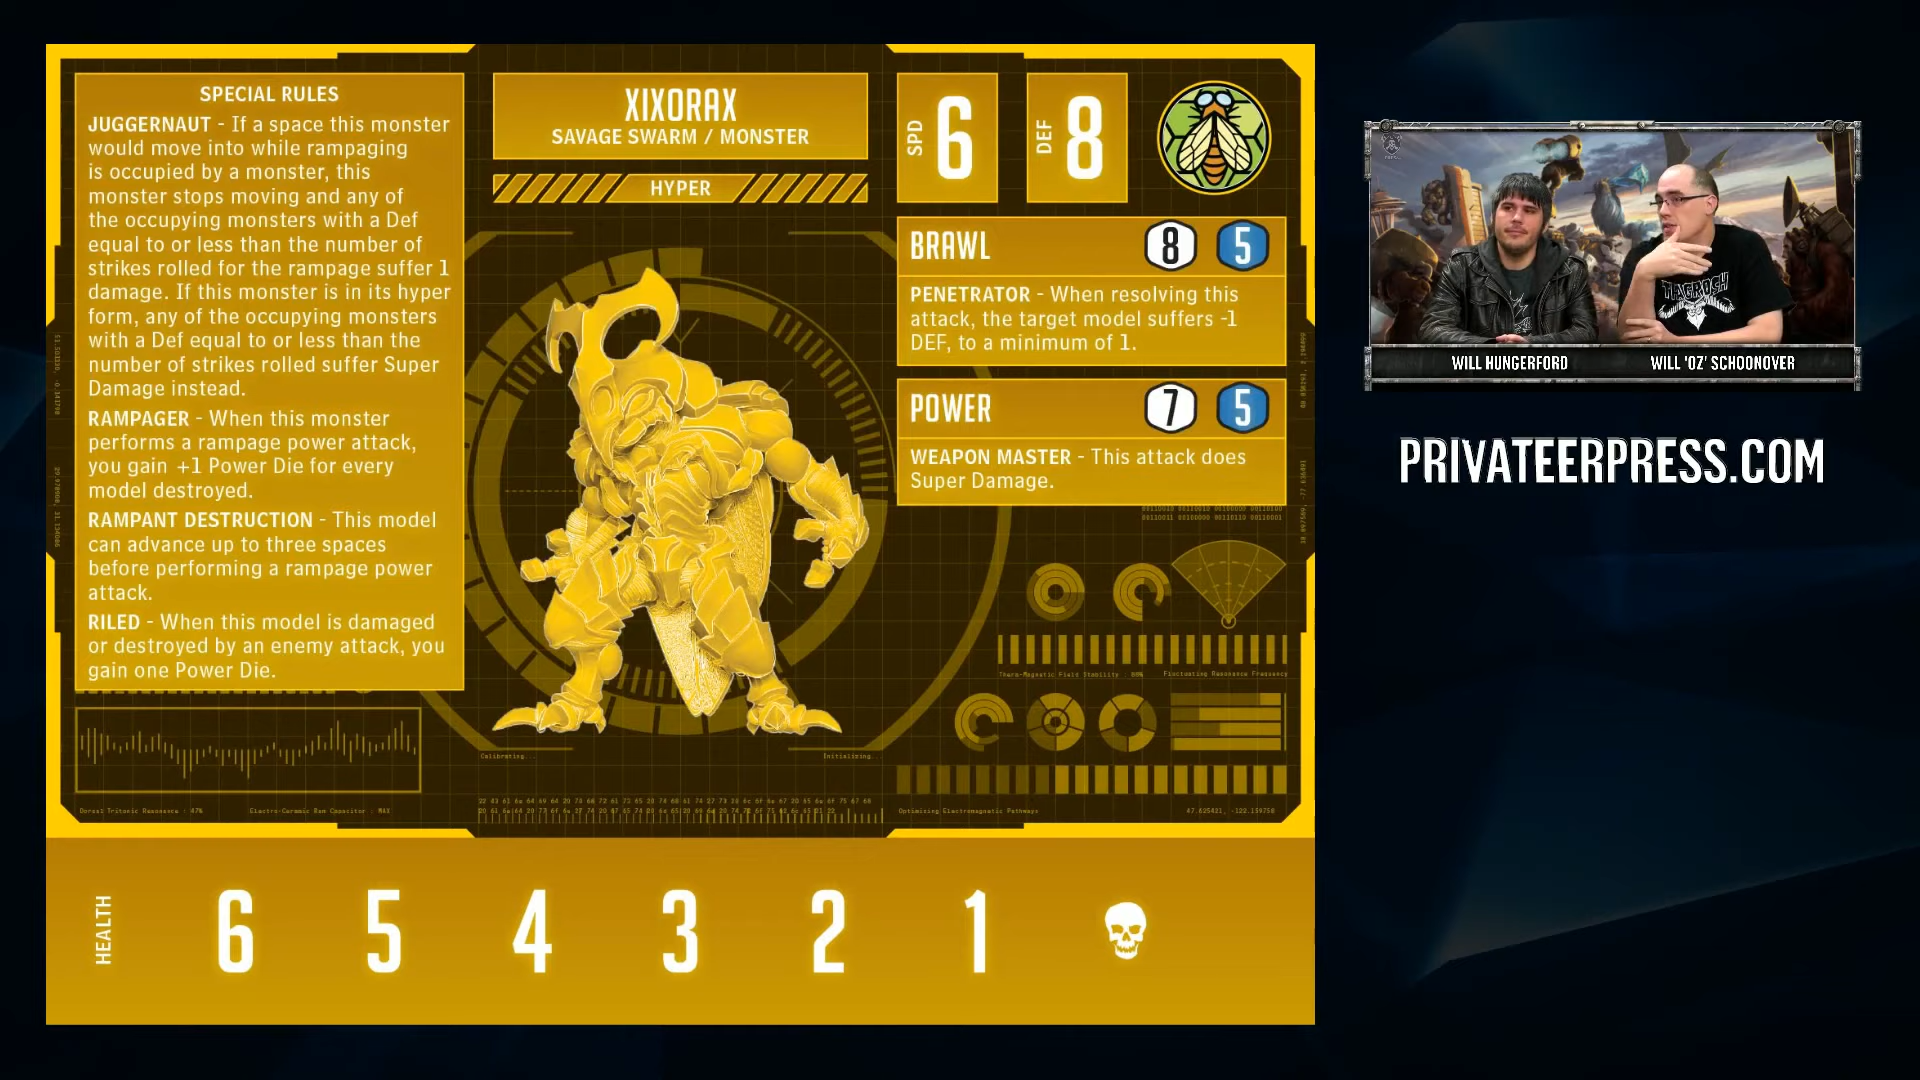 SPECIAL RULES
JUGGERNAUT - If a space this monster
would move into while rampaging
is occupied by a monster, this
monster stops moving and any of
the occupying monsters with a Def
equal to or less than the number of
strikes rolled for the rampage suffer 1
damage. If this monster is in its hyper
form, any of the occupying monsters
with a Def equal to or less than the
number of strikes rolled suffer Super
Damage instead.
RAMPAGER - When this monster
performs a rampage power attack,
you gain +1 Power Die for every
model destroyed.
RAMPANT DESTRUCTION - This model
can advance up to three spaces
before performing a rampage power
attack.
RILED - When this model is damaged
or destroyed by an enemy attack, you
gain one Power Die.
XIXORAX
SAVAGE SWARM / MONSTER
HYPER
SPD 6
DEF 8
BRAWL 8 5
PENETRATOR - When resolving this
attack, the target model suffers -1
DEF, to a minimum of 1.
POWER 7 5
WEAPON MASTER - This attack does
Super Damage.
Calibrating...
Initializing...
Optimizing Electromagnetic Pathways
HEALTH 6 5 4 3 2 1
WILL HUNGERFORD
WILL 'OZ' SCHOONOVER
PRIVATEERPRESS.COM